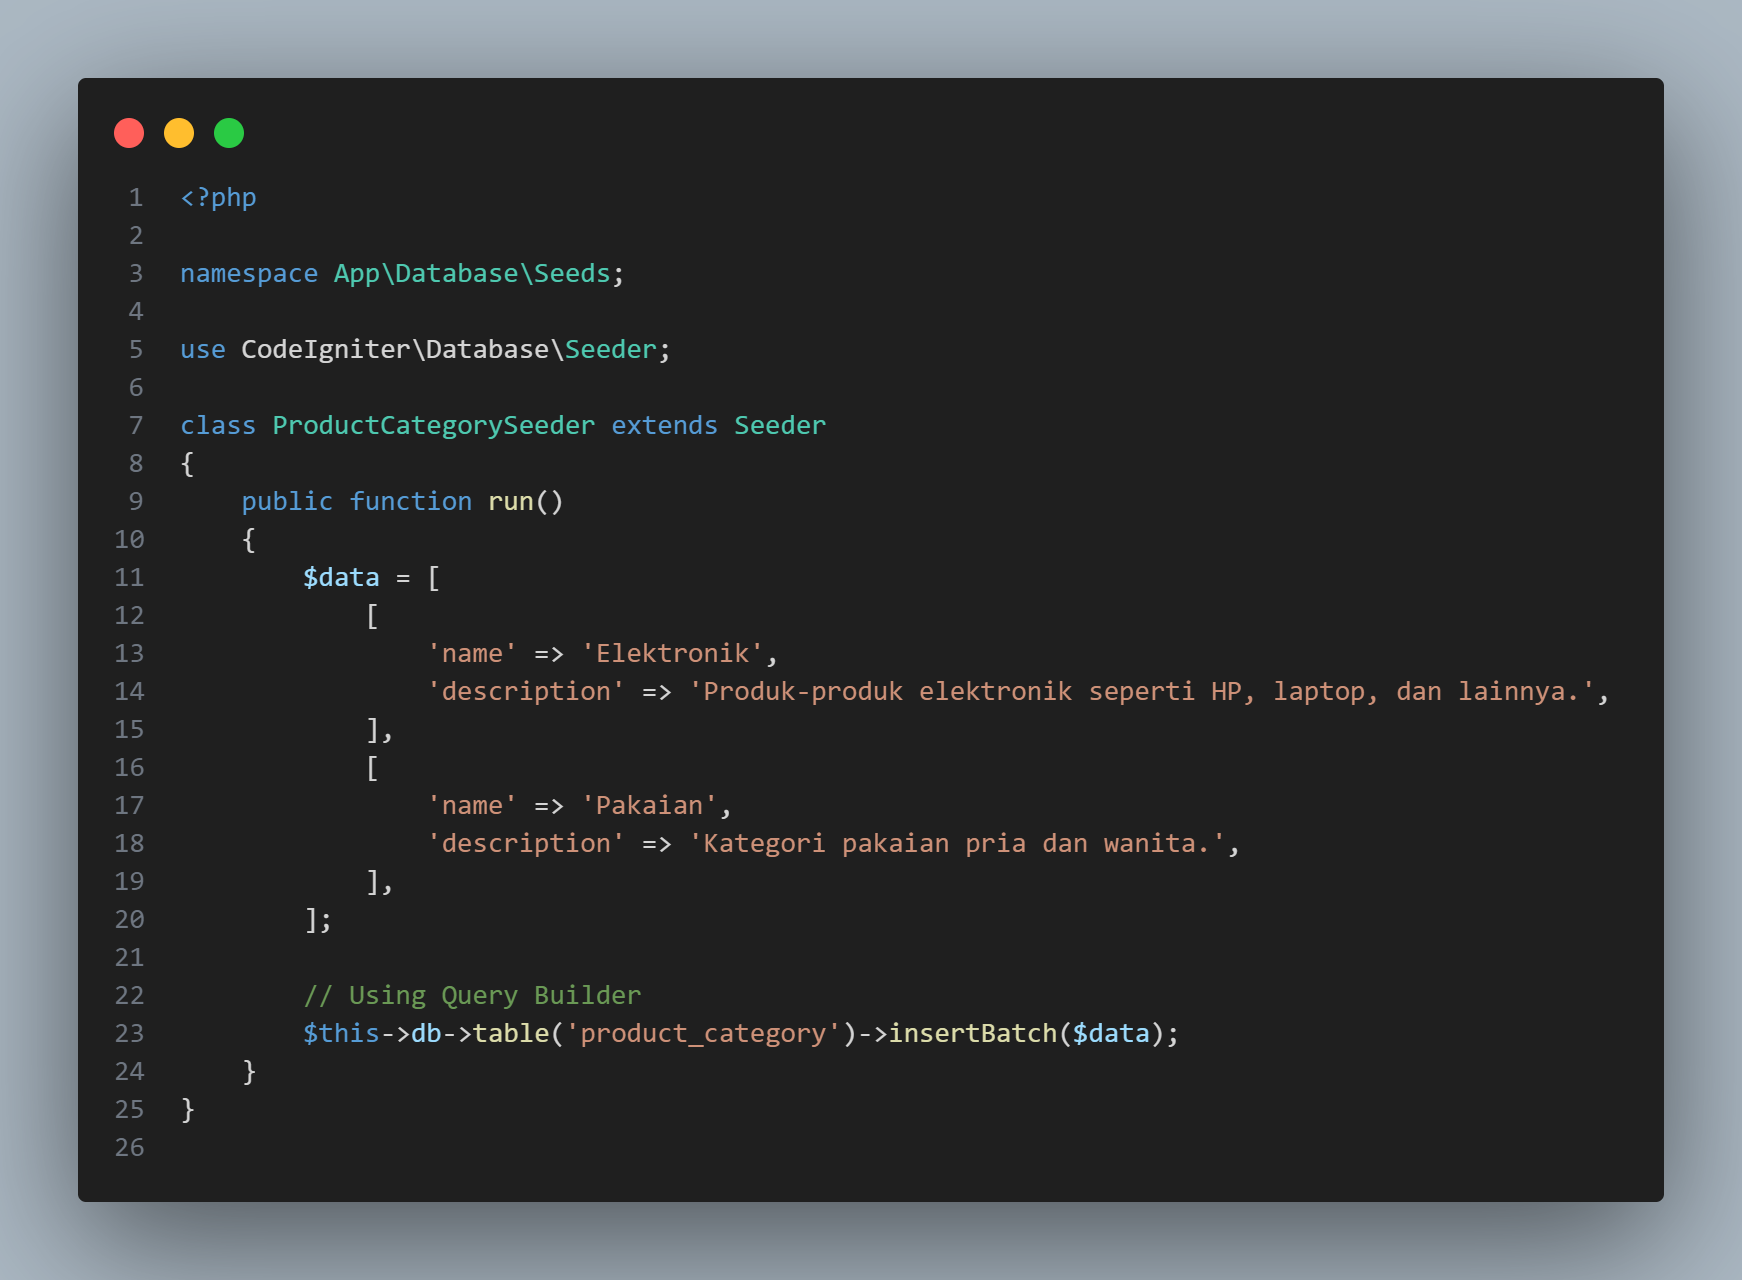 1 <?php
2
3 namespace App\Database\Seeds;
4
5 use CodeIgniter\Database\Seeder;
6
7 class ProductCategorySeeder extends Seeder
8 {
9     public function run()
10     {
11         $data = [
12             [
13                 'name' => 'Elektronik',
14                 'description' => 'Produk-produk elektronik seperti HP, laptop, dan lainnya.',
15             ],
16             [
17                 'name' => 'Pakaian',
18                 'description' => 'Kategori pakaian pria dan wanita.',
19             ],
20         ];
21
22         // Using Query Builder
23         $this->db->table('product_category')->insertBatch($data);
24     }
25 }
26